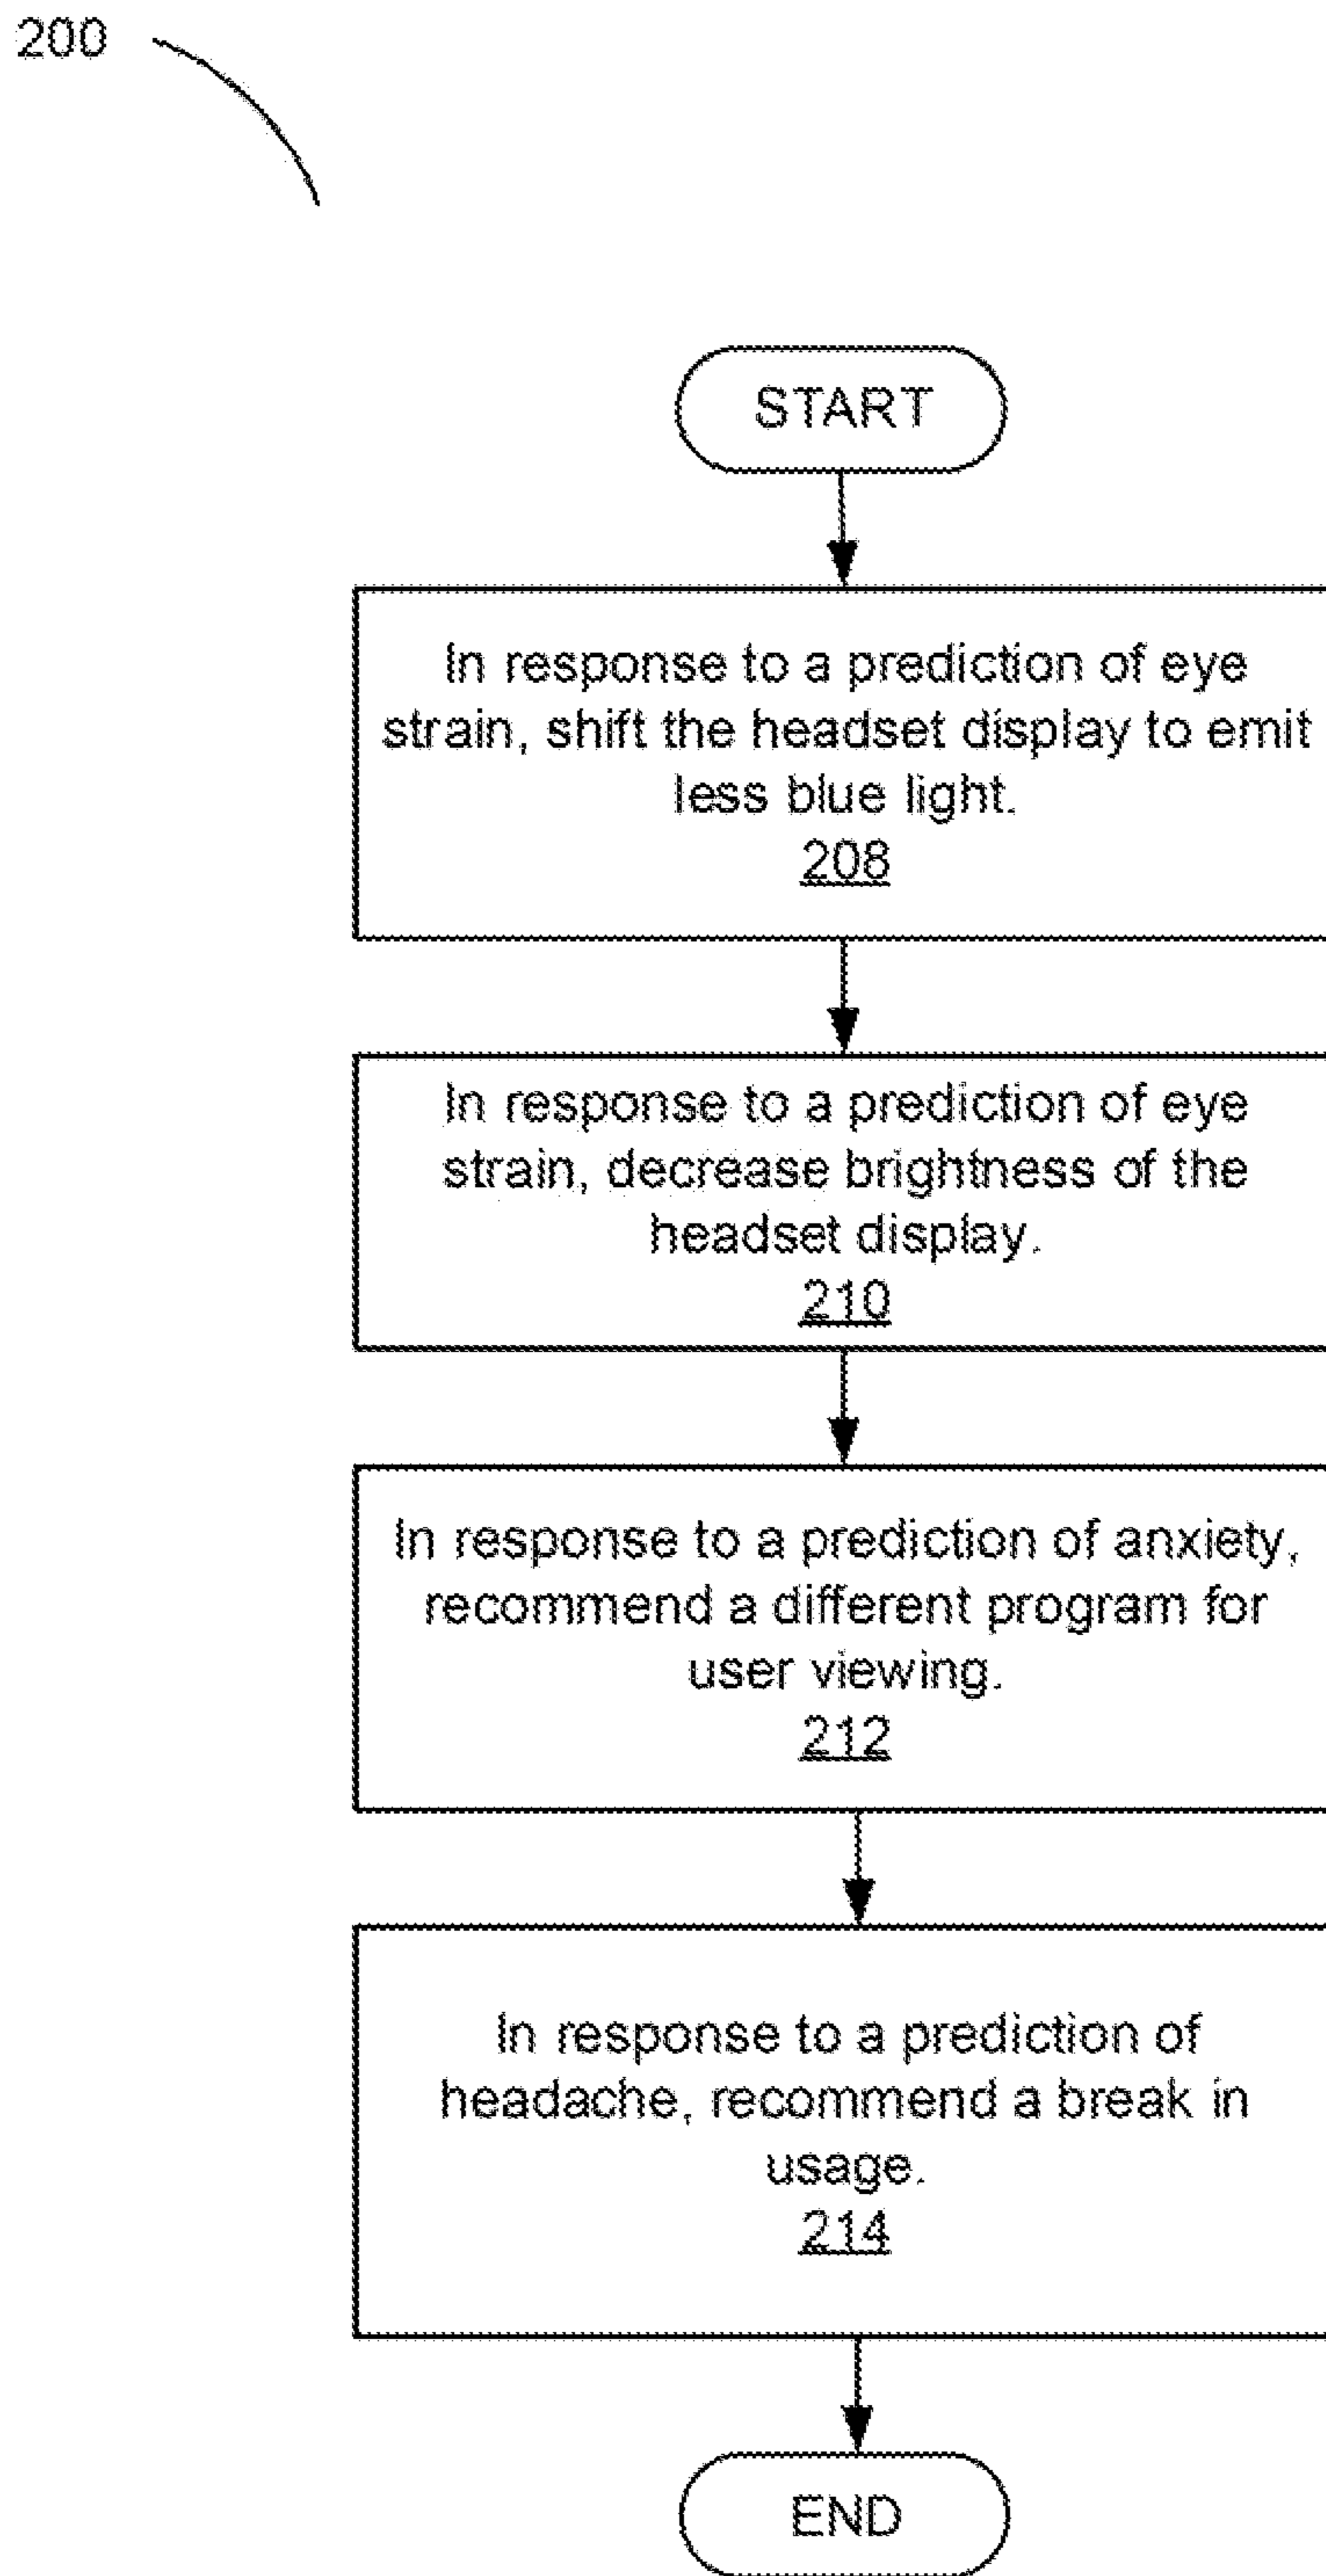 200
START
In response to a prediction of eye
strain, shift the headset display to emit
less blue light.
208
In response to a prediction of eye
strain, decrease brightness of the
headset display.
210
In response to a prediction of anxiety,
recommend a different program for
user viewing.
212
In response to a prediction of
headache, recommend a break in
usage.
214
END